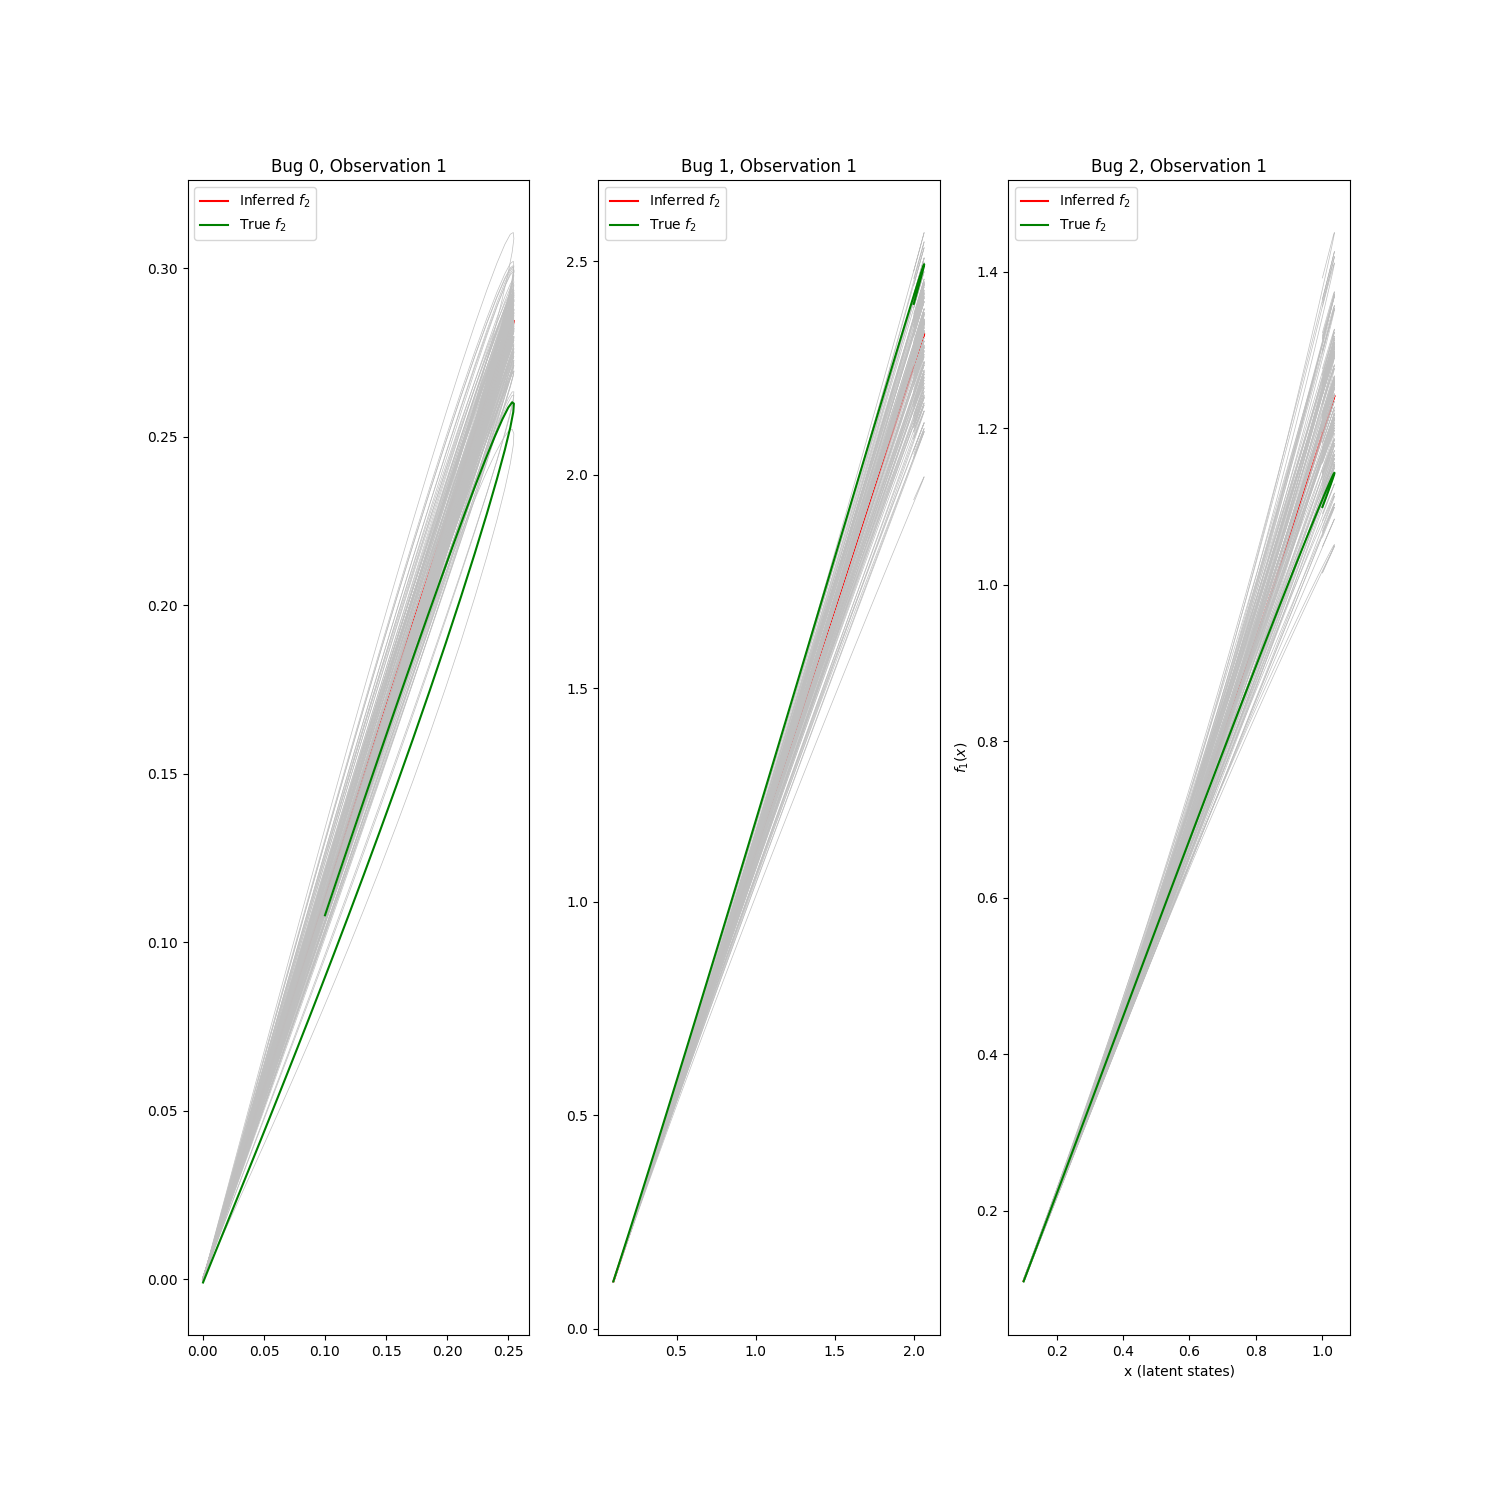 Bug 0, Observation 1
Inferred f₂
True f₂
0.30
0.25
0.20
0.15
0.10
0.05
0.00
0.00 0.05 0.10 0.15 0.20 0.25
Bug 1, Observation 1
Inferred f₂
True f₂
2.5
2.0
1.5
1.0
0.5
0.0
0.5 1.0 1.5 2.0
Bug 2, Observation 1
Inferred f₂
True f₂
f₁(x)
1.4
1.2
1.0
0.8
0.6
0.4
0.2
0.2 0.4 0.6 0.8 1.0
x (latent states)